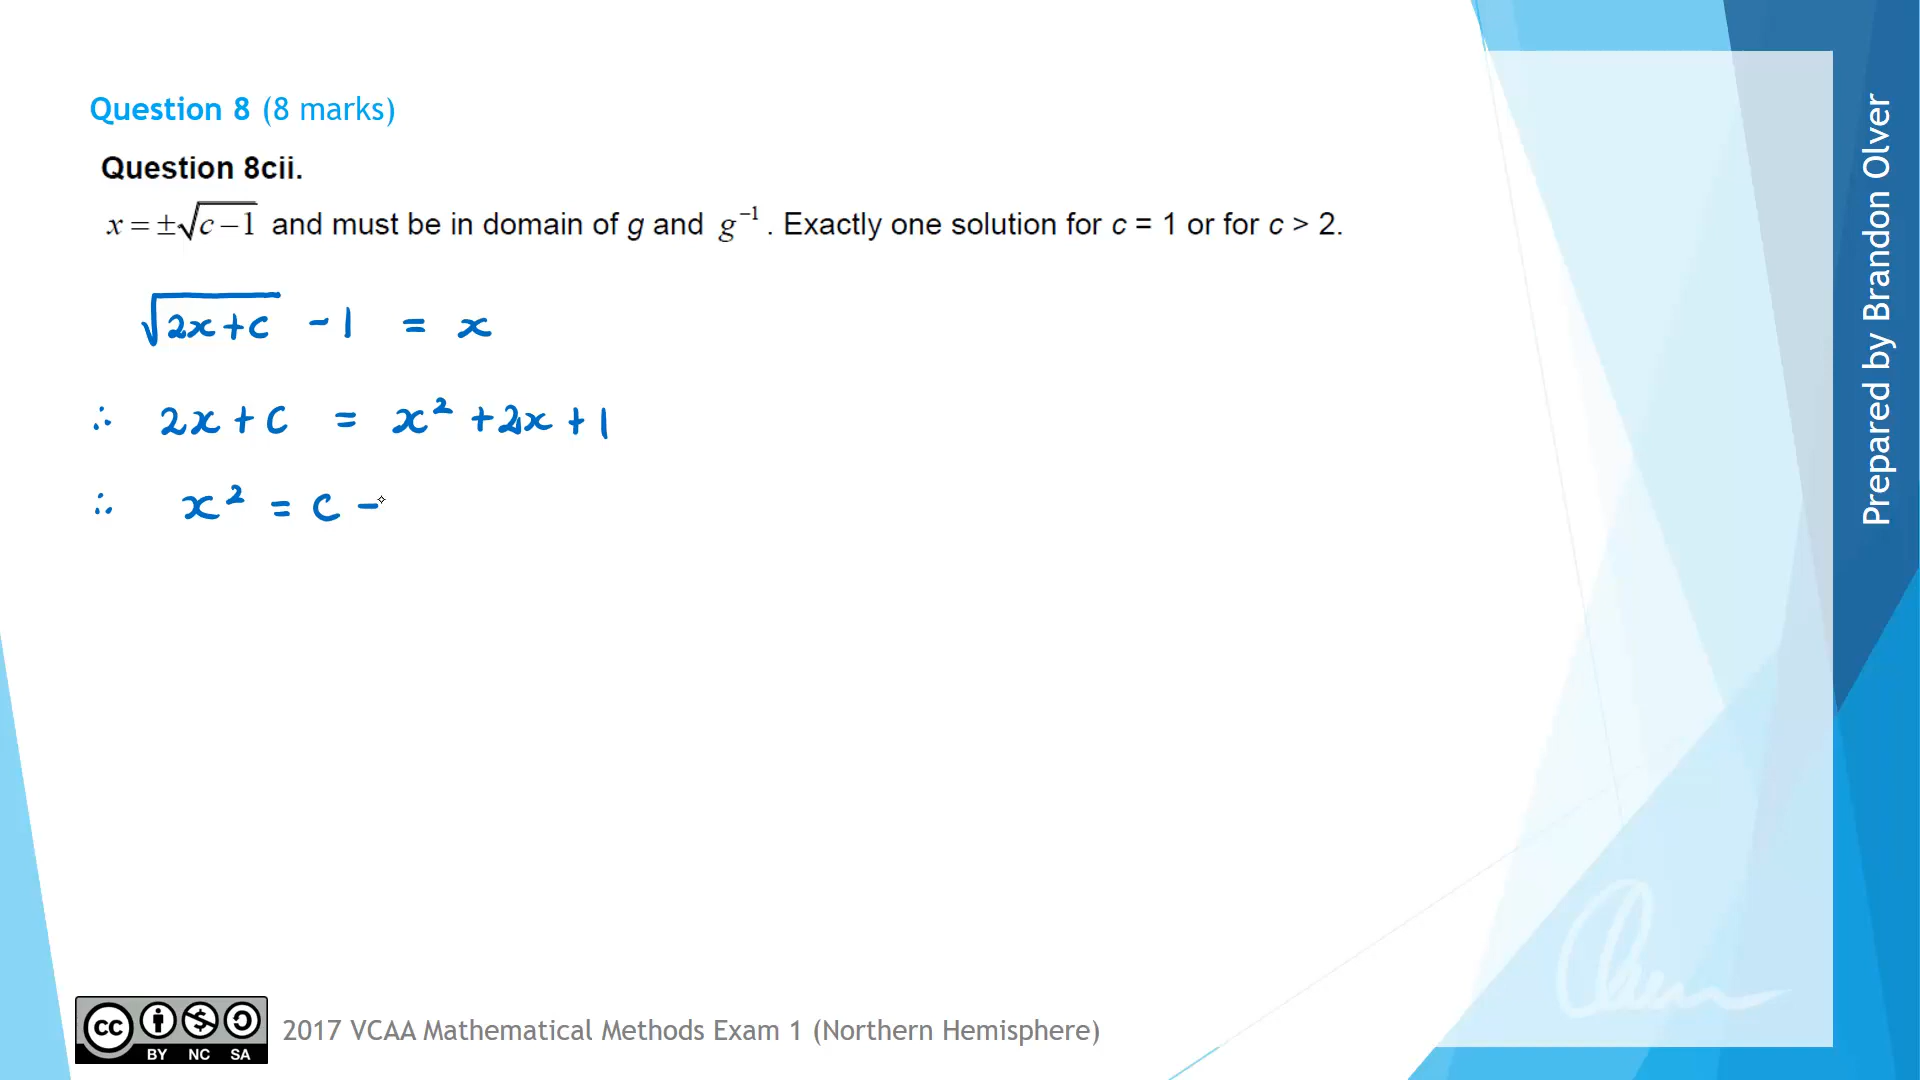 Question 8 (8 marks)
Question 8cii.
x = ±√(c−1) and must be in domain of g and g⁻¹. Exactly one solution for c = 1 or for c > 2.
√(2x+c) − 1 = x
∴ 2x + c = x² + 2x + 1
∴ x² = c −
Prepared by Brandon Olver
cc BY NC SA
2017 VCAA Mathematical Methods Exam 1 (Northern Hemisphere)